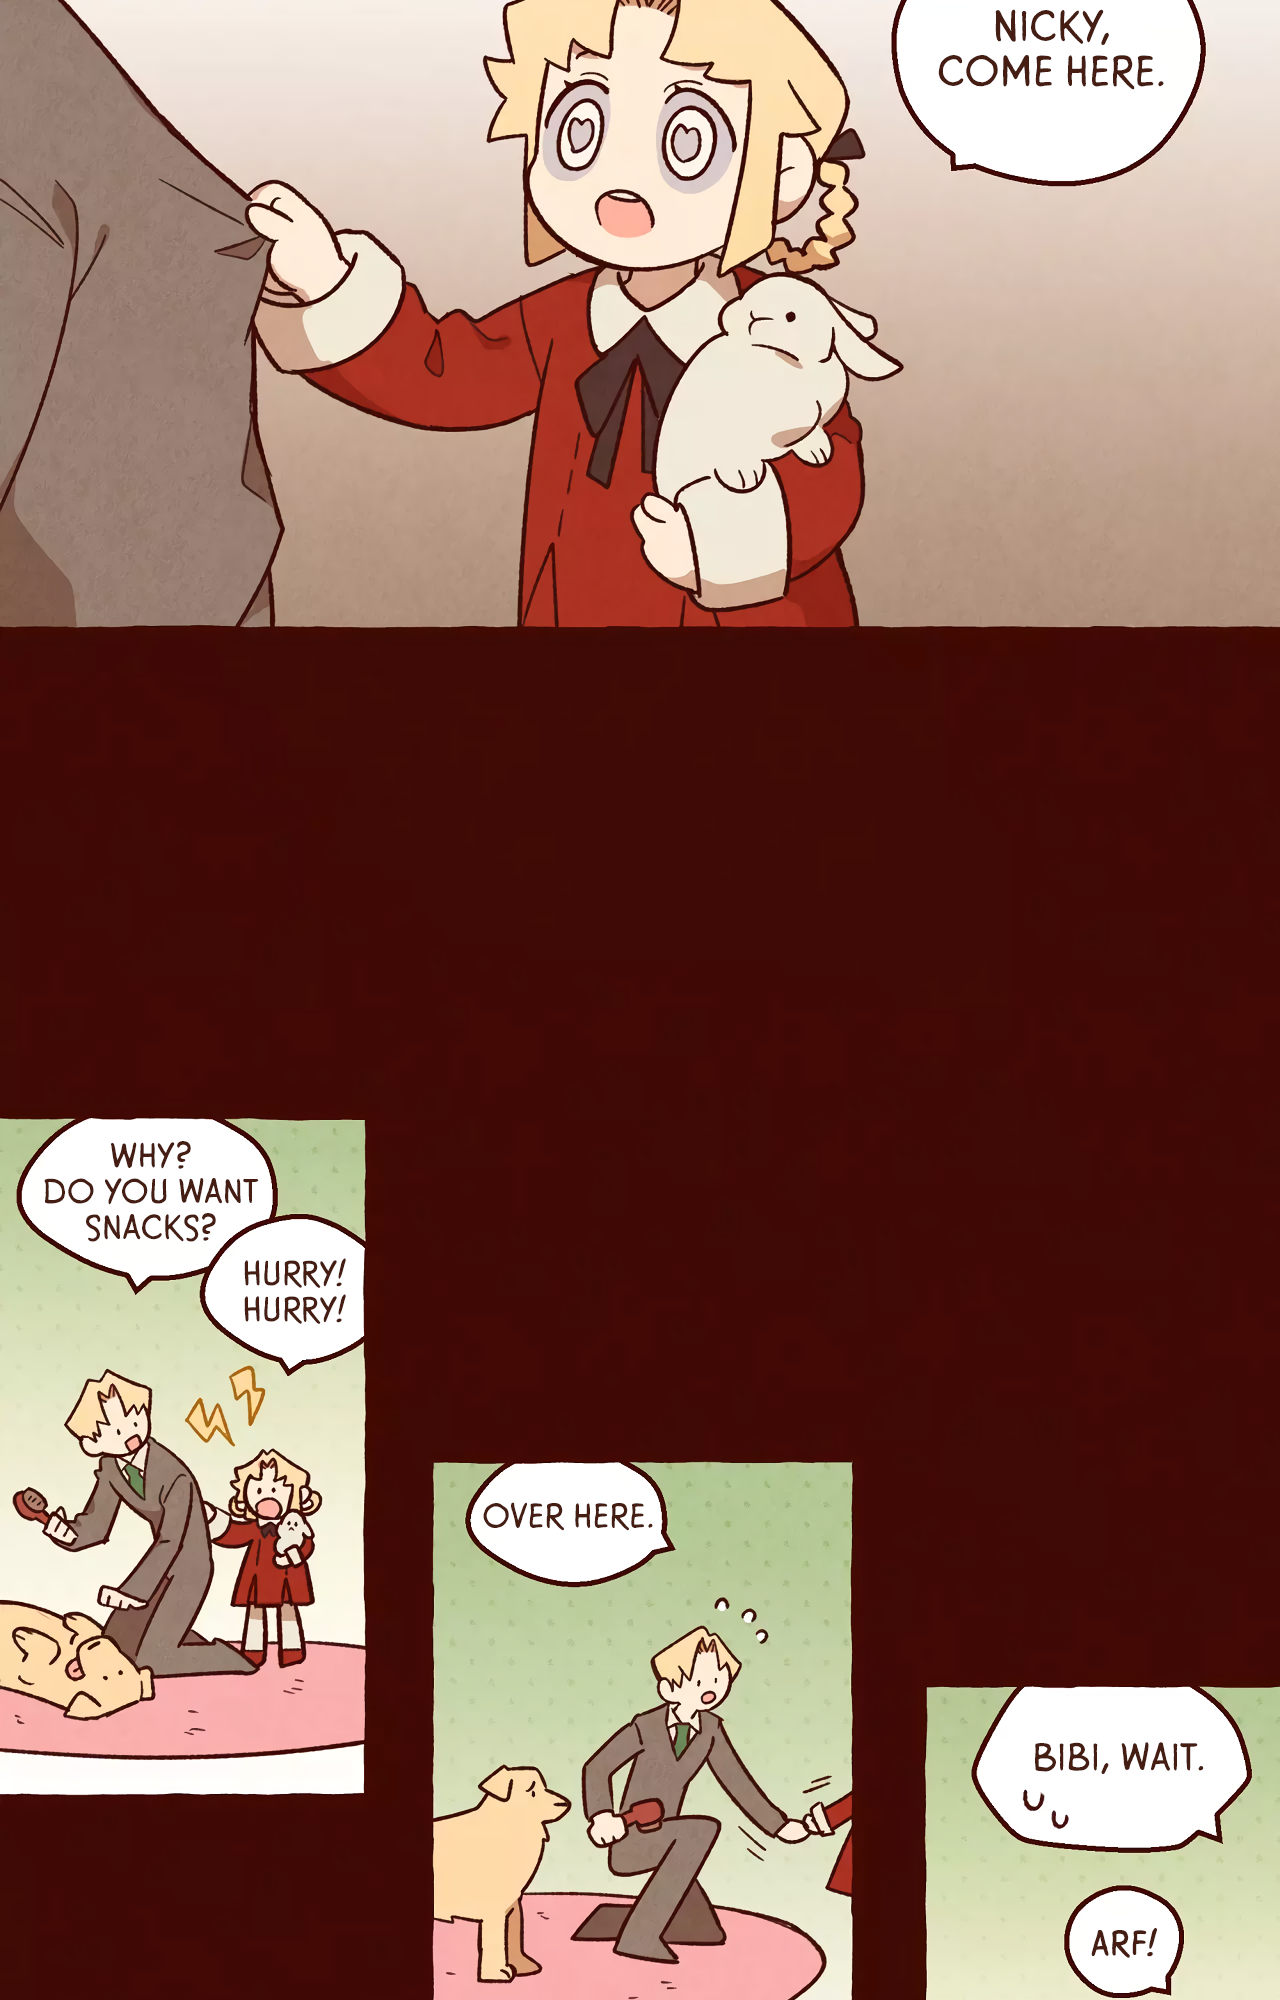 NICKY,
COME HERE.
WHY?
DO YOU WANT
SNACKS?
HURRY!
HURRY!
OVER HERE.
BIBI, WAIT.
ARF!